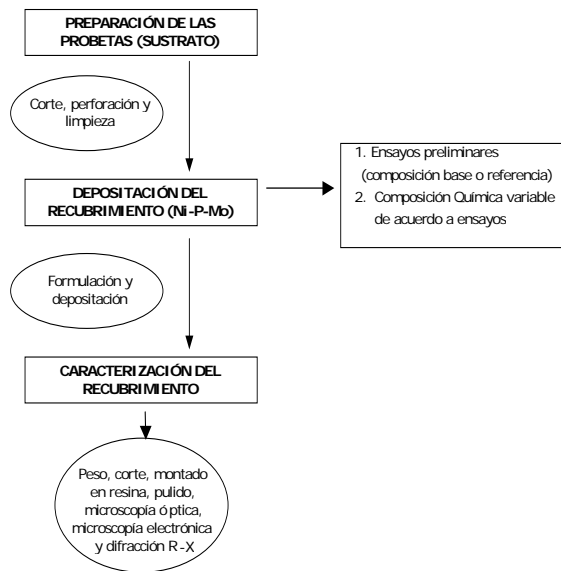 PREPARACIÓN DE LAS
PROBETAS (SUSTRATO)
Corte, perforación y
limpieza
1. Ensayos preliminares
(composición base o referencia)
2. Composición Química variable
de acuerdo a ensayos
DEPOSITACIÓN DEL
RECUBRIMIENTO (Ni-P-Mo)
Formulación y
depositación
CARACTERIZACIÓN DEL
RECUBRIMIENTO
Peso, corte, montado
en resina, pulido,
microscopía óptica,
microscopía electrónica
y difracción R-X